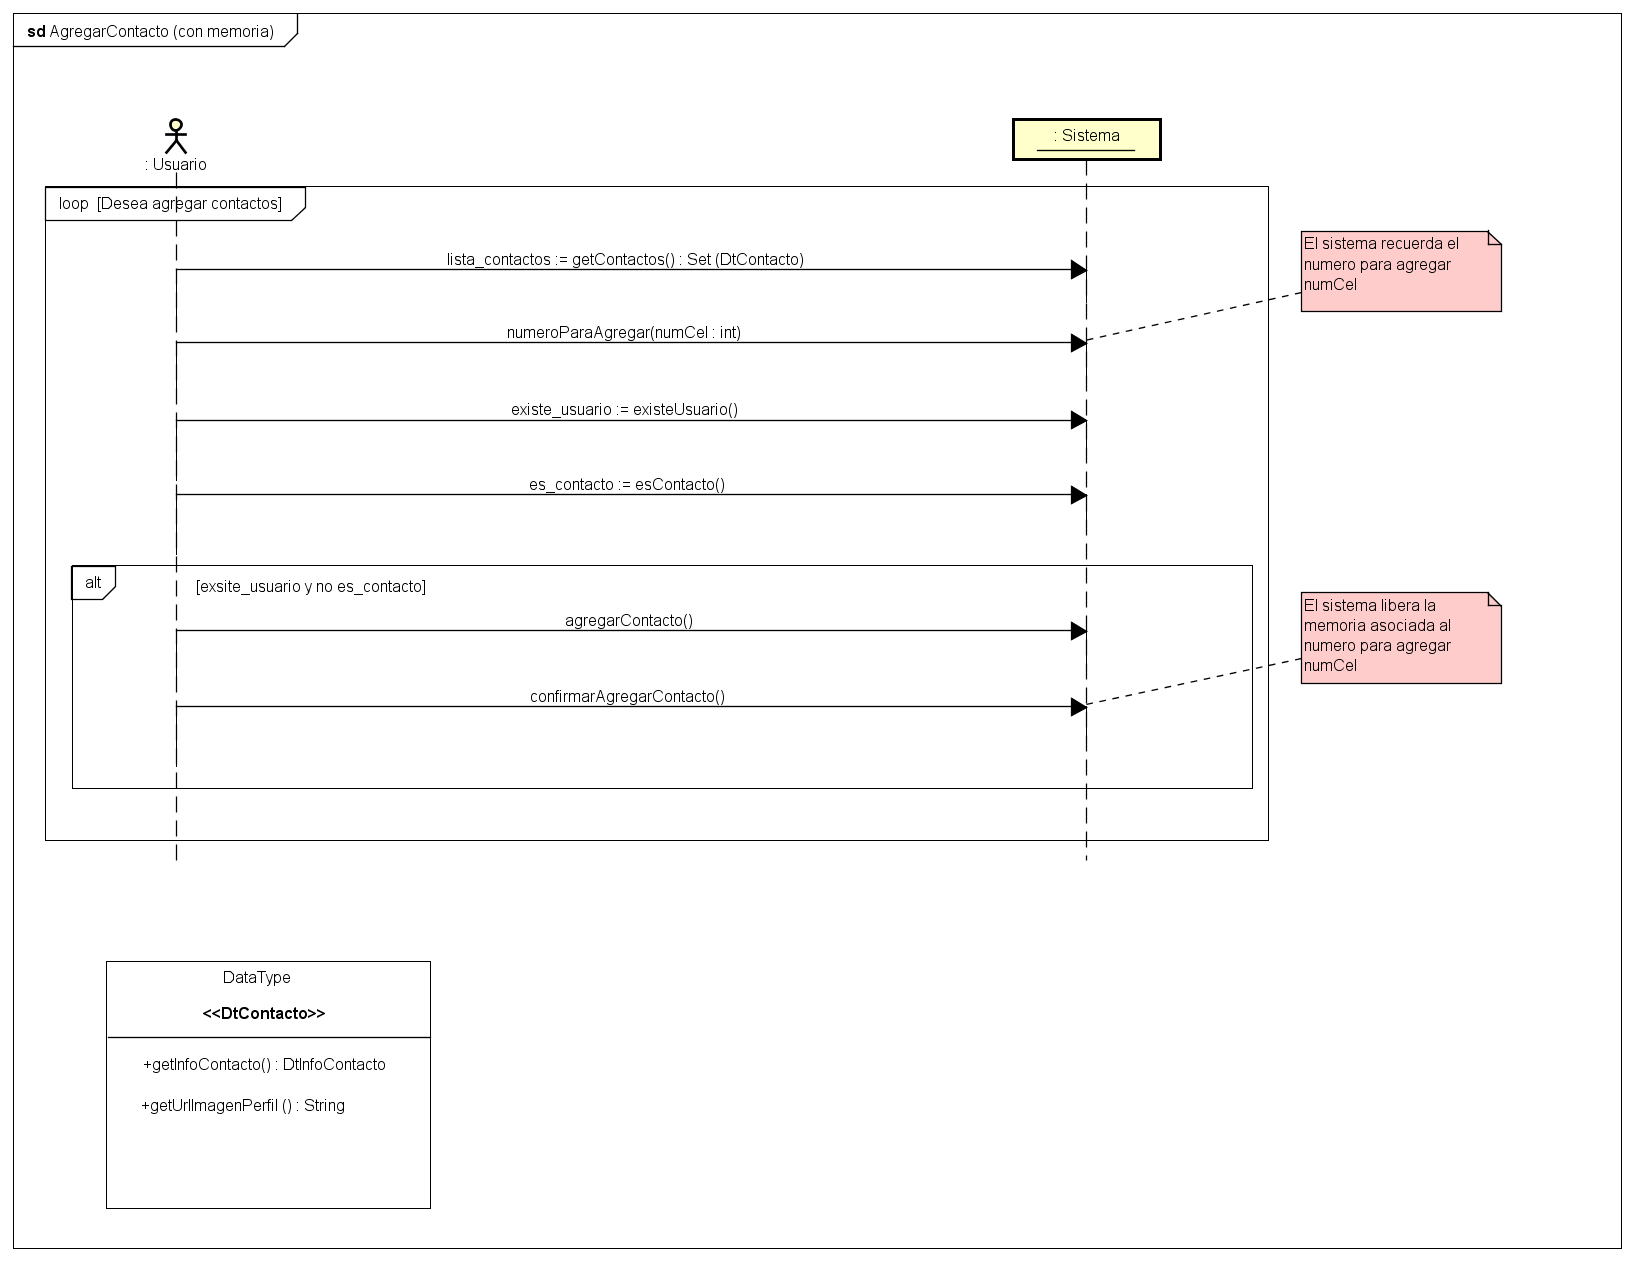 sd AgregarContacto (con memoria)
: Usuario
: Sistema
loop [Desea agregar contactos]
lista_contactos := getContactos() : Set (DtContacto)
El sistema recuerda el
numero para agregar
numCel
numeroParaAgregar(numCel : int)
existe_usuario := existeUsuario()
es_contacto := esContacto()
alt
[exsite_usuario y no es_contacto]
agregarContacto()
El sistema libera la
memoria asociada al
numero para agregar
numCel
confirmarAgregarContacto()
DataType
<<DtContacto>>
+getInfoContacto() : DtInfoContacto
+getUrlImagenPerfil () : String